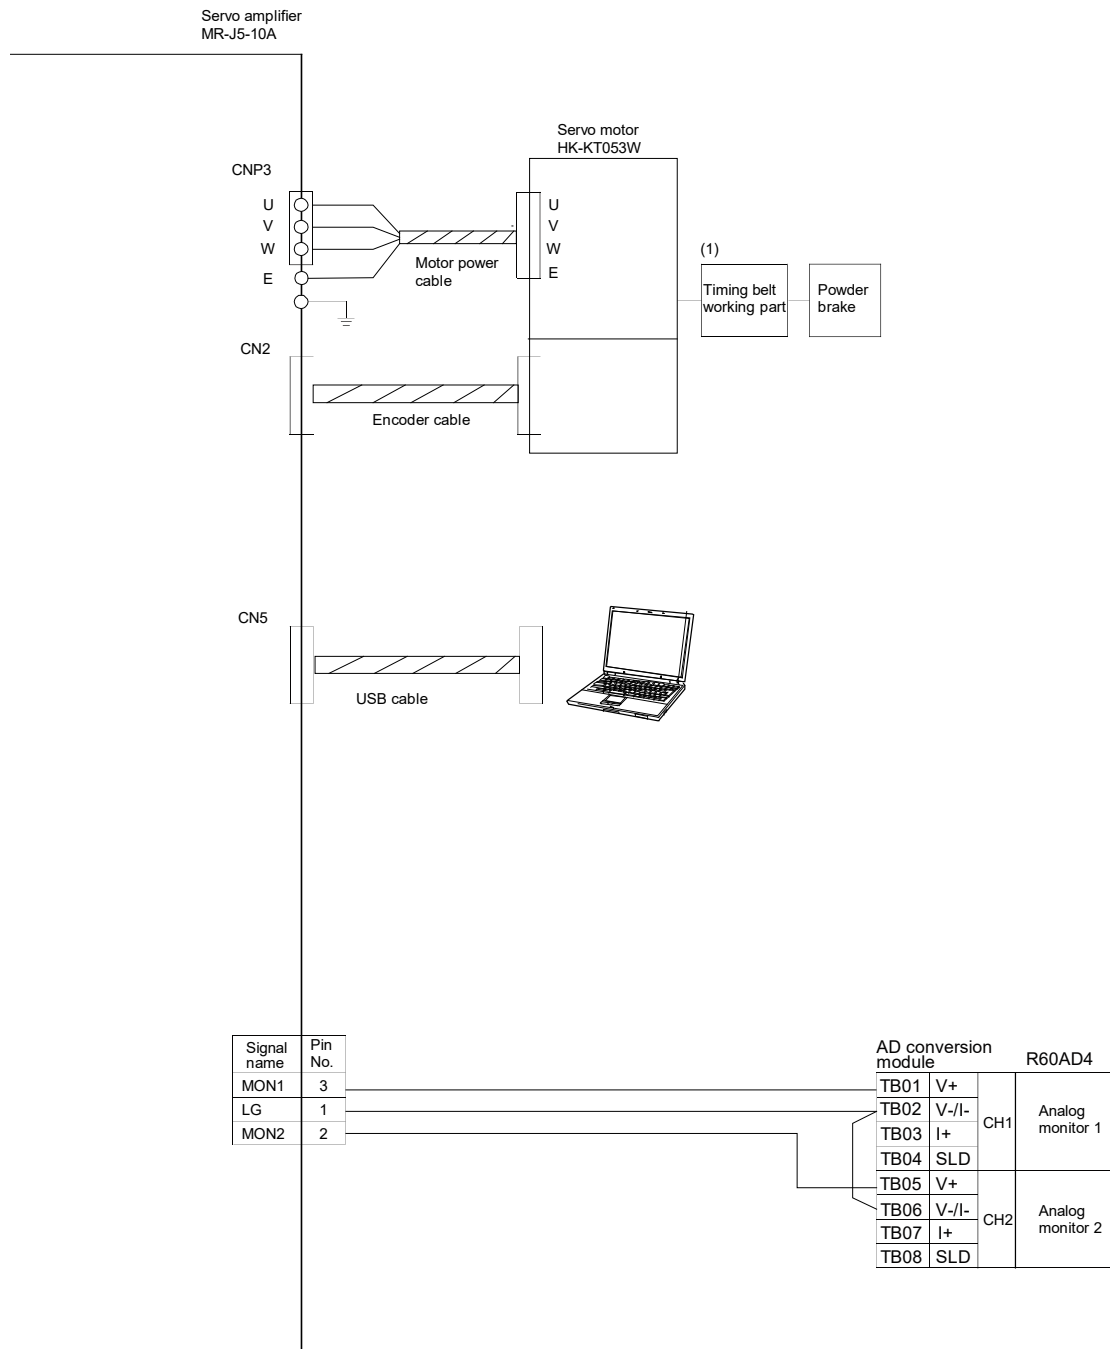 Servo amplifier
MR-J5-10A
Servo motor
HK-KT053W
CNP3
U
V
W
E
U
V
W
E
Motor power
cable
(1)
Timing belt
working part
Powder
brake
CN2
Encoder cable
CN5
USB cable
Signal
name
Pin
No.
MON1 3
LG 1
MON2 2
AD conversion
module
R60AD4
TB01 V+
TB02 V-/I-
TB03 I+
TB04 SLD
CH1
Analog
monitor 1
TB05 V+
TB06 V-/I-
TB07 I+
TB08 SLD
CH2
Analog
monitor 2